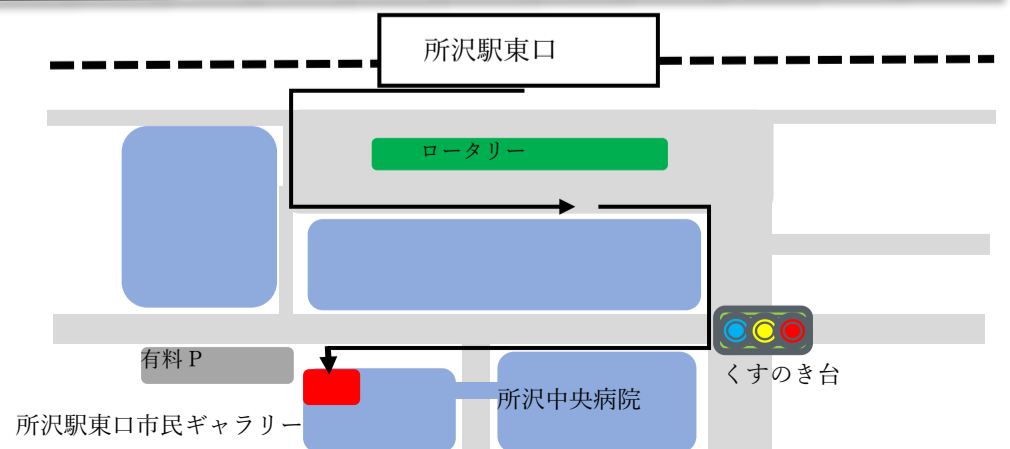 所沢駅東口
ロータリー
有料P
くすのき台
所沢中央病院
所沢駅東口市民ギャラリー